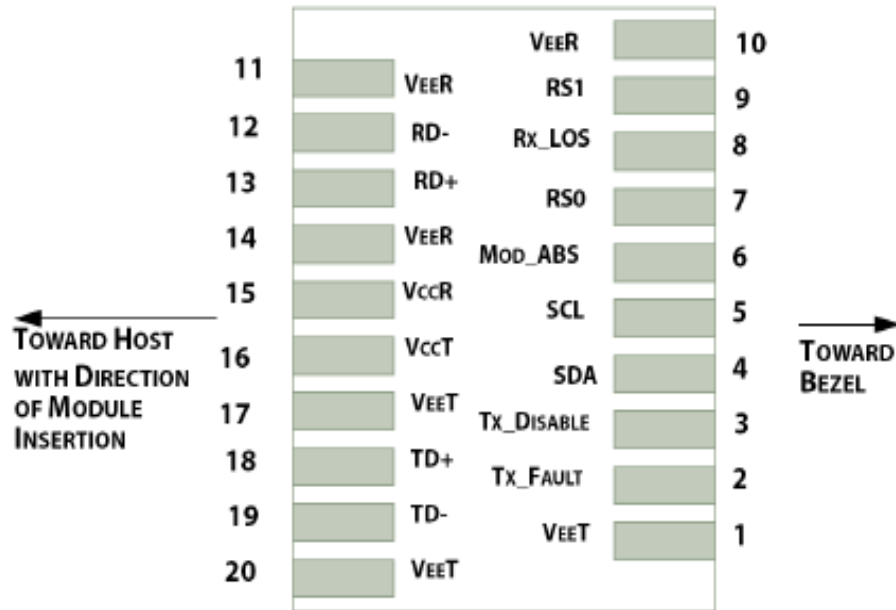 11 VEER
12 RD-
13 RD+
14 VEER
15 VCCR
16 VCCT
17 VEET
18 TD+
19 TD-
20 VEET
VEER 10
RS1 9
RX_LOS 8
RS0 7
MOD_ABS 6
SCL 5
SDA 4
TX_DISABLE 3
TX_FAULT 2
VEET 1
TOWARD HOST
WITH DIRECTION
OF MODULE
INSERTION
TOWARD
BEZEL